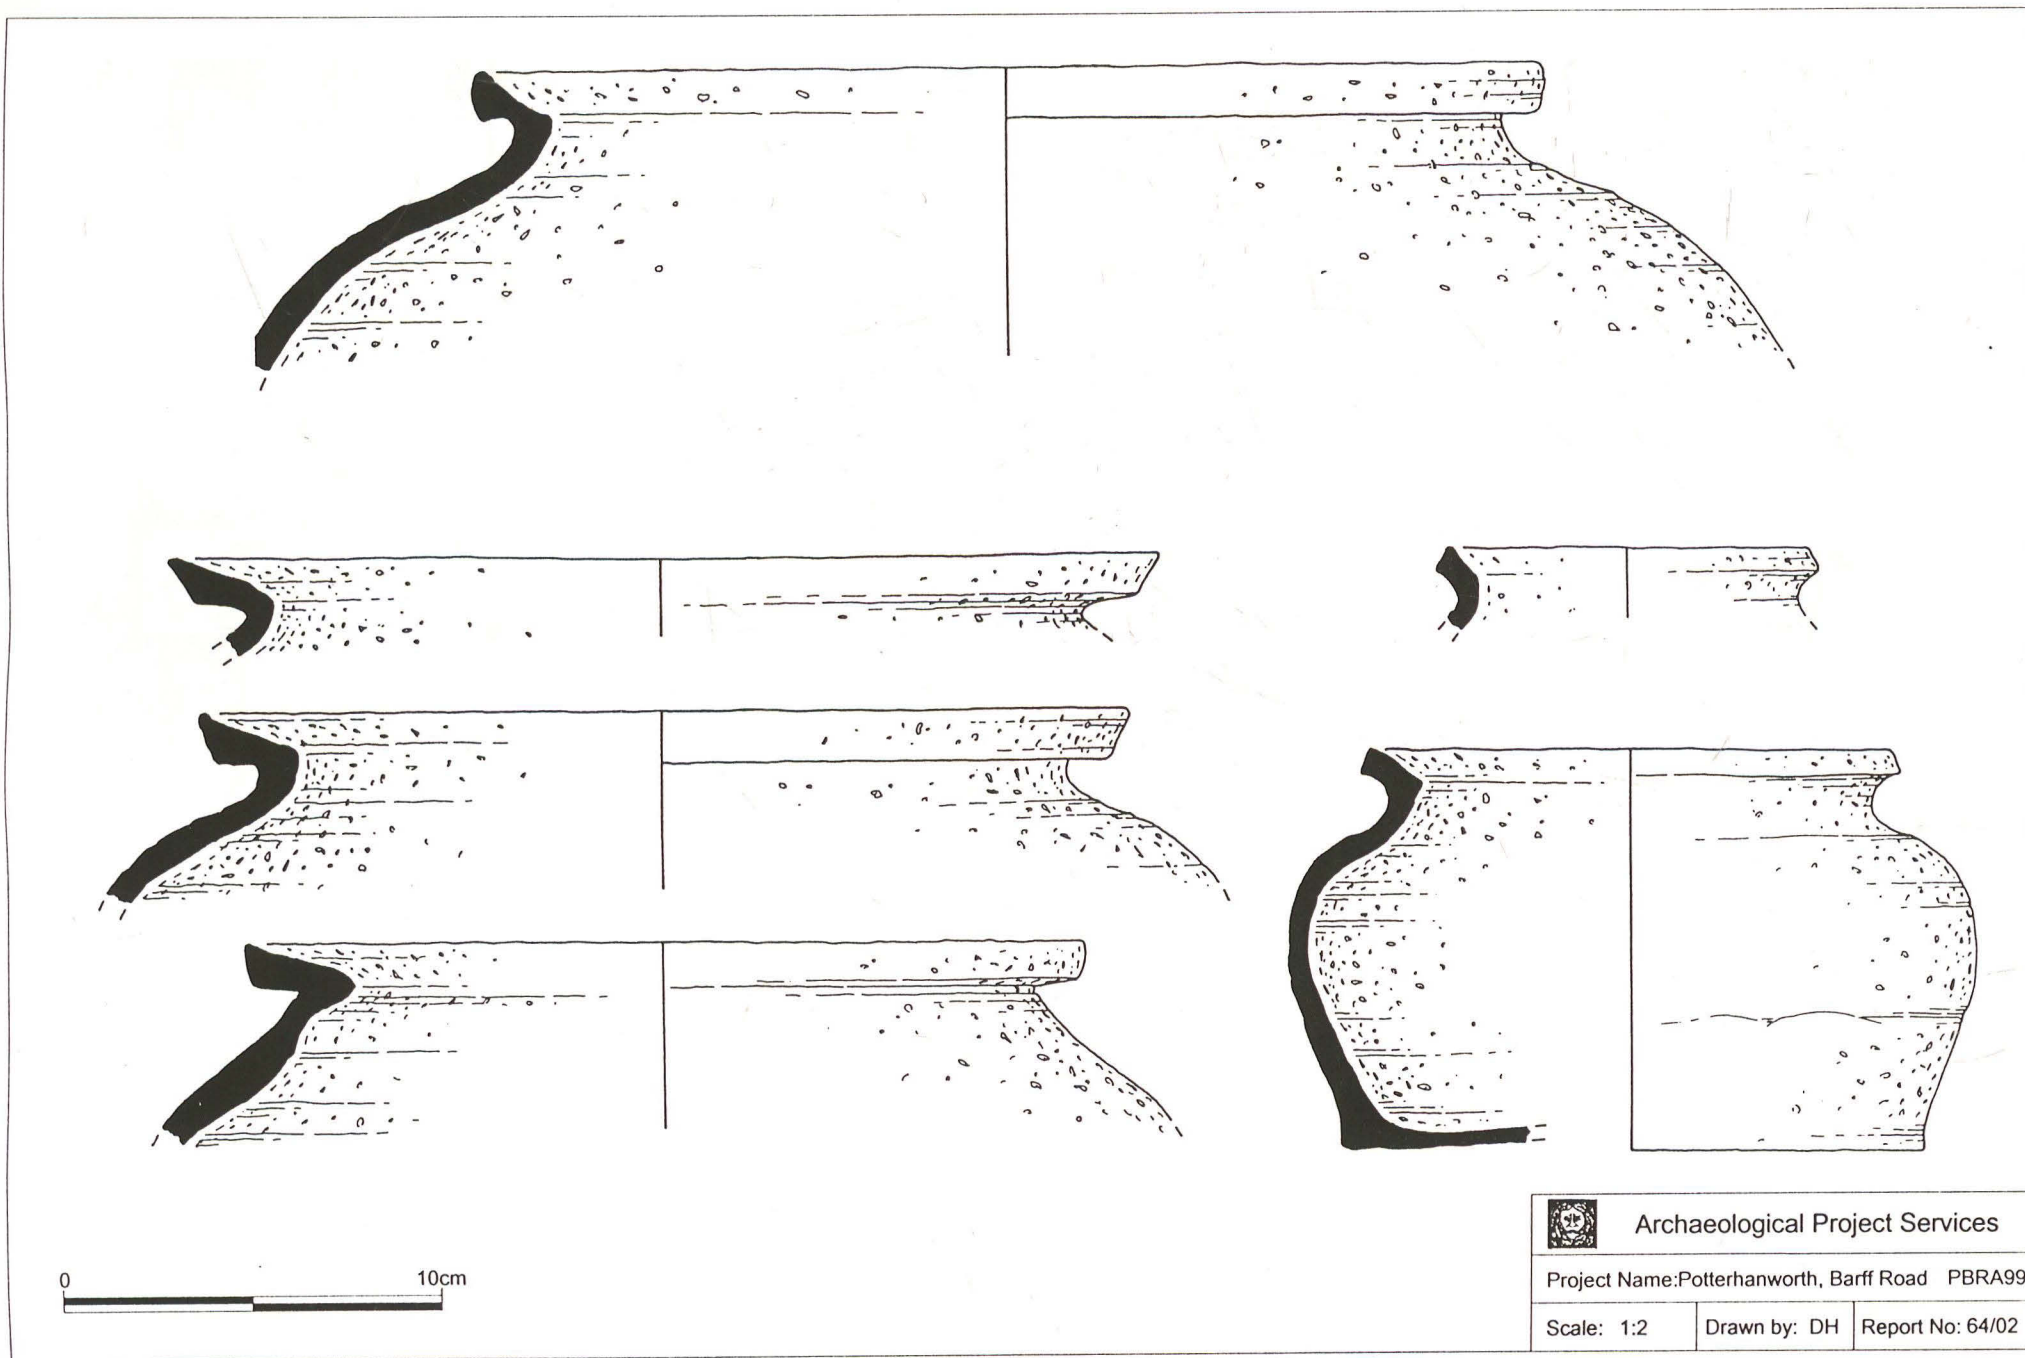 0 10cm
Archaeological Project Services
Project Name:Potterhanworth, Barff Road PBRA99
Scale: 1:2 Drawn by: DH Report No: 64/02